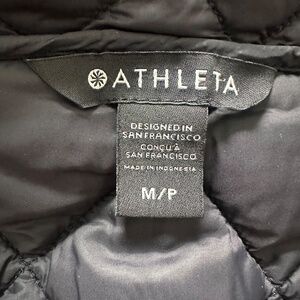 ATHLETA
DESIGNED IN
SAN FRANCISCO
CONÇU À
SAN FRANCISCO
MADE IN INDONESIA
M/P